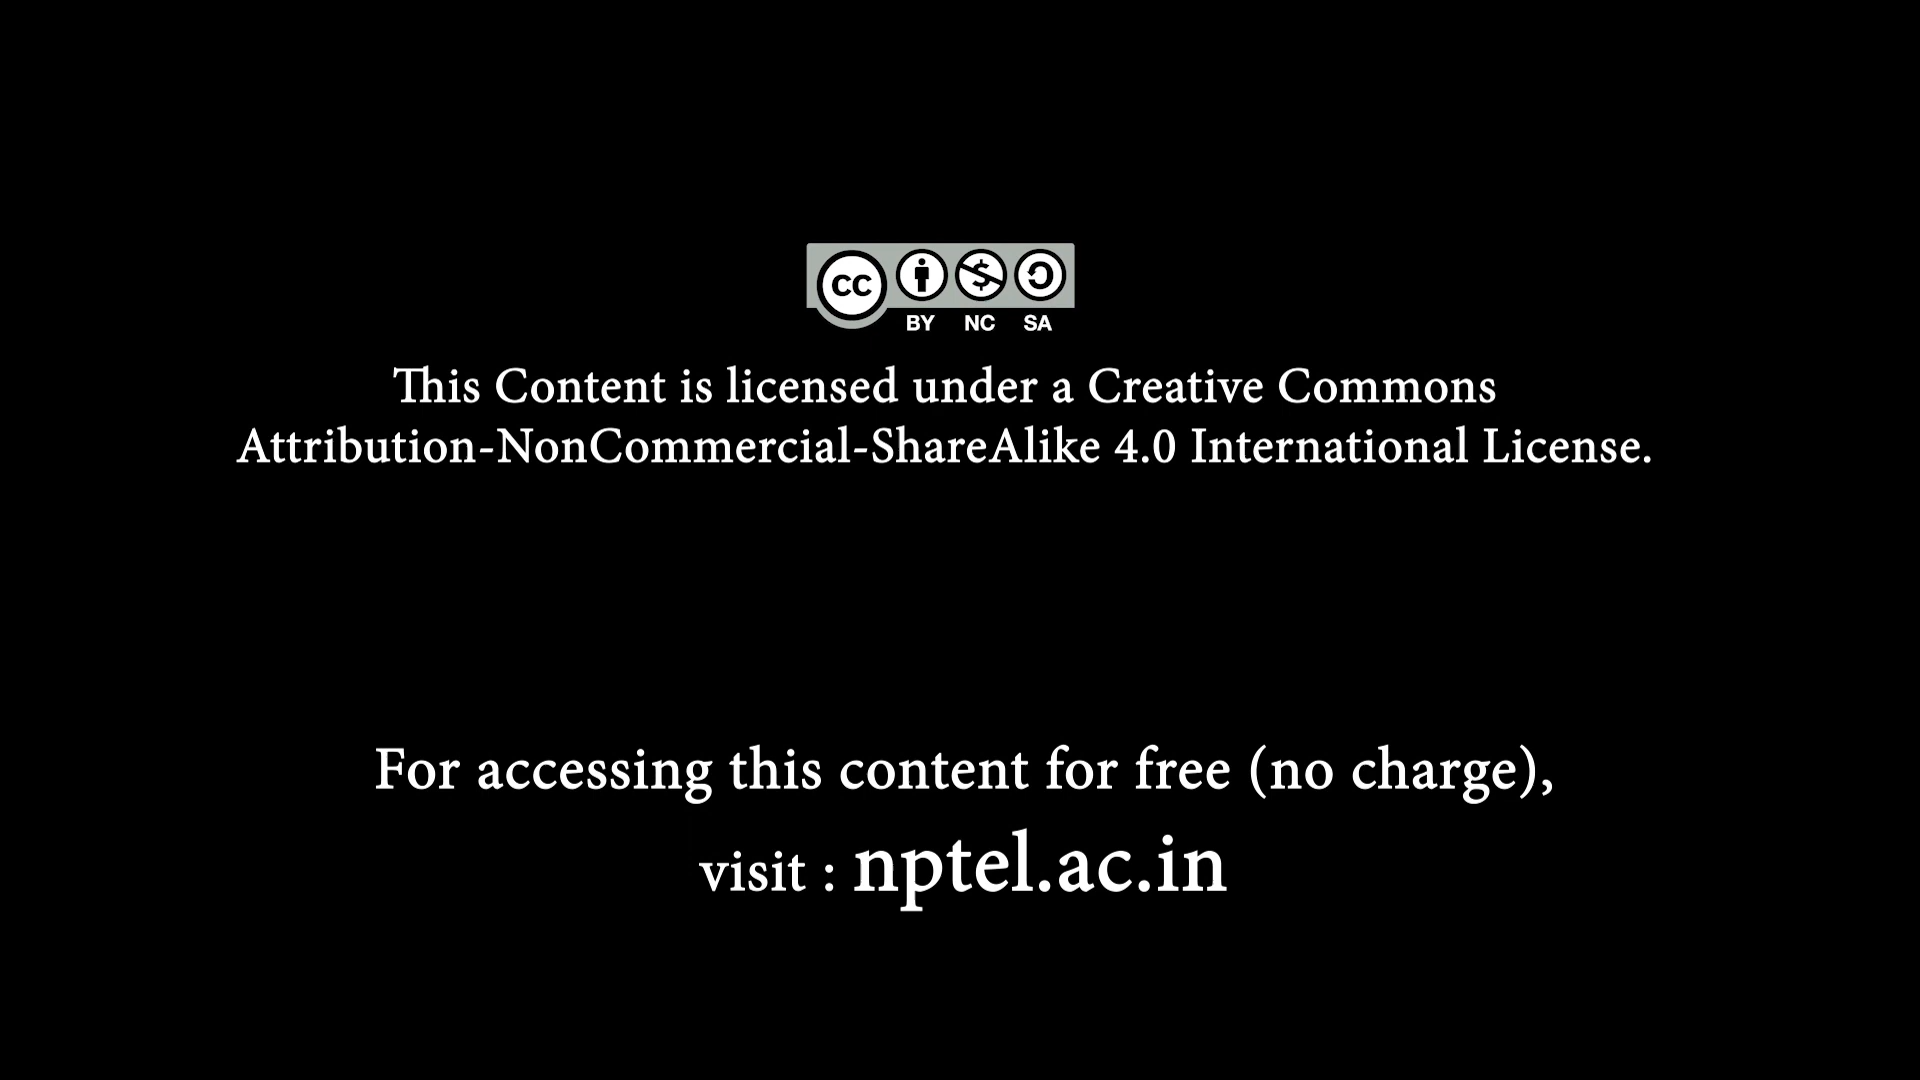 cc
BY NC SA
This Content is licensed under a Creative Commons
Attribution-NonCommercial-ShareAlike 4.0 International License.
For accessing this content for free (no charge),
visit : nptel.ac.in